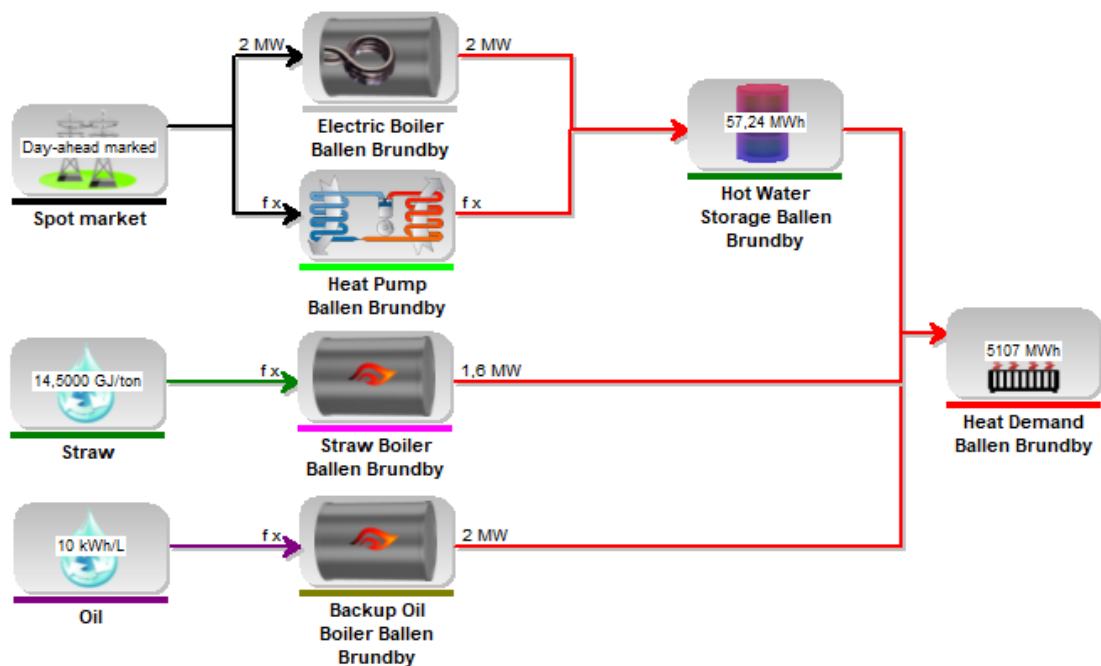 2 MW
2 MW
Electric Boiler
Ballen Brundby
Day-ahead marked
Spot market
57,24 MWh
Hot Water
Storage Ballen
Brundby
f x
f x
Heat Pump
Ballen Brundby
14,5000 GJ/ton
Straw
f x
1,6 MW
Straw Boiler
Ballen Brundby
5107 MWh
Heat Demand
Ballen Brundby
10 kWh/L
Oil
f x
2 MW
Backup Oil
Boiler Ballen
Brundby